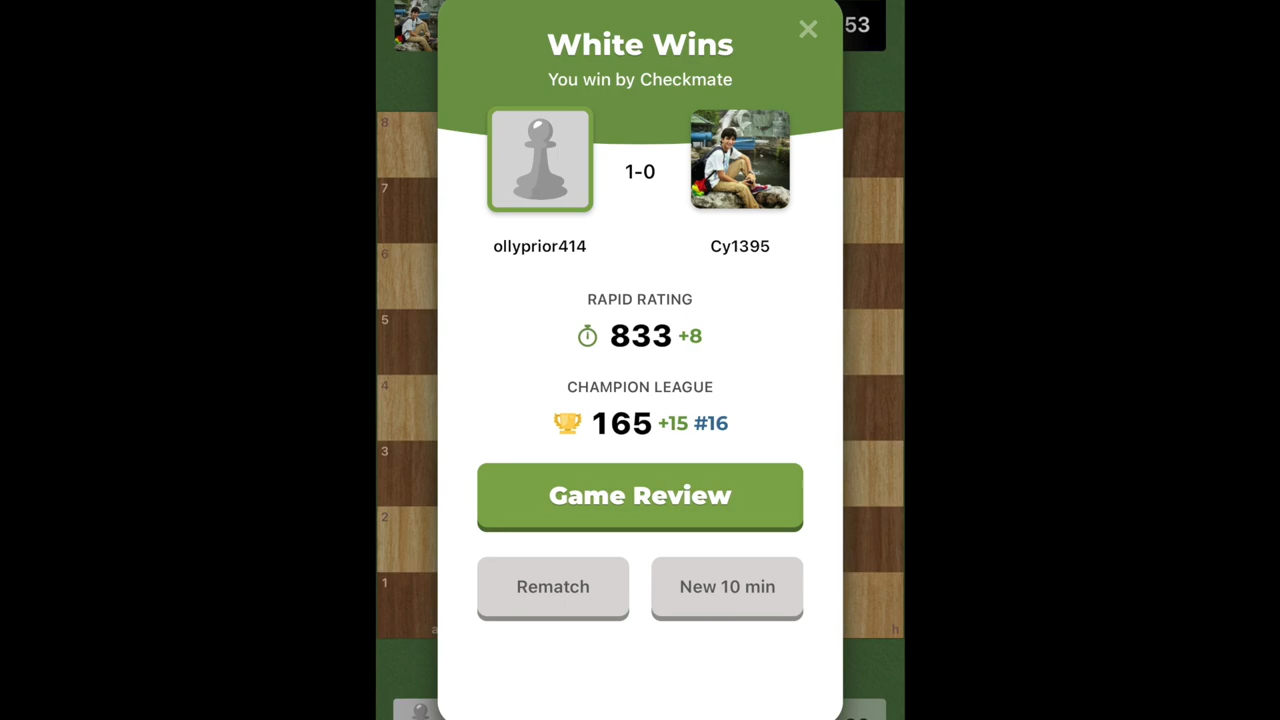 53
White Wins
You win by Checkmate
1-0
ollyprior414
Cy1395
RAPID RATING
833 +8
CHAMPION LEAGUE
165 +15 #16
Game Review
Rematch
New 10 min
8
7
6
5
4
3
2
1
a
h